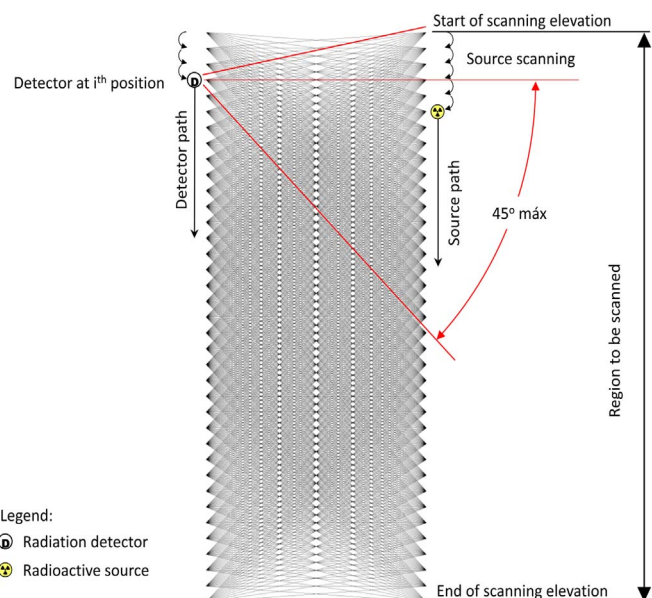 Start of scanning elevation
Source scanning
Detector at ith position
D
Detector path
Source path
45º máx
Region to be scanned
Legend:
D Radiation detector
Radioactive source
End of scanning elevation